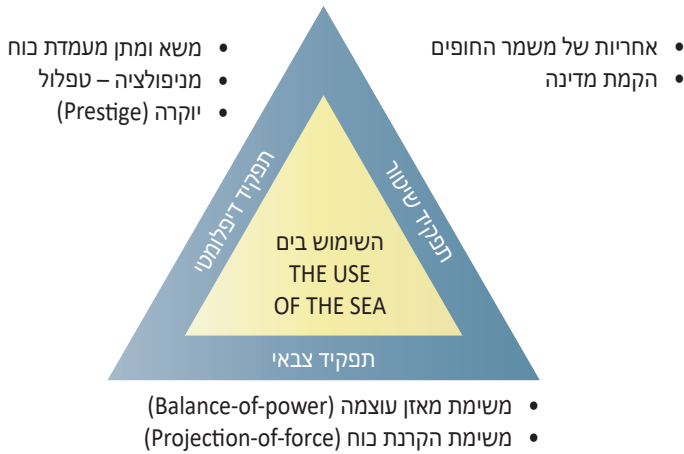 אחריות של משמר החופים
הקמת מדינה
משא ומתן מעמדת כוח
מניפולציה – טפלול
יוקרה (Prestige)
תפקיד שיטור
תפקיד דיפלומטי
השימוש בים
THE USE
OF THE SEA
תפקיד צבאי
משימת מאזן עוצמה (Balance-of-power)
משימת הקרנת כוח (Projection-of-force)